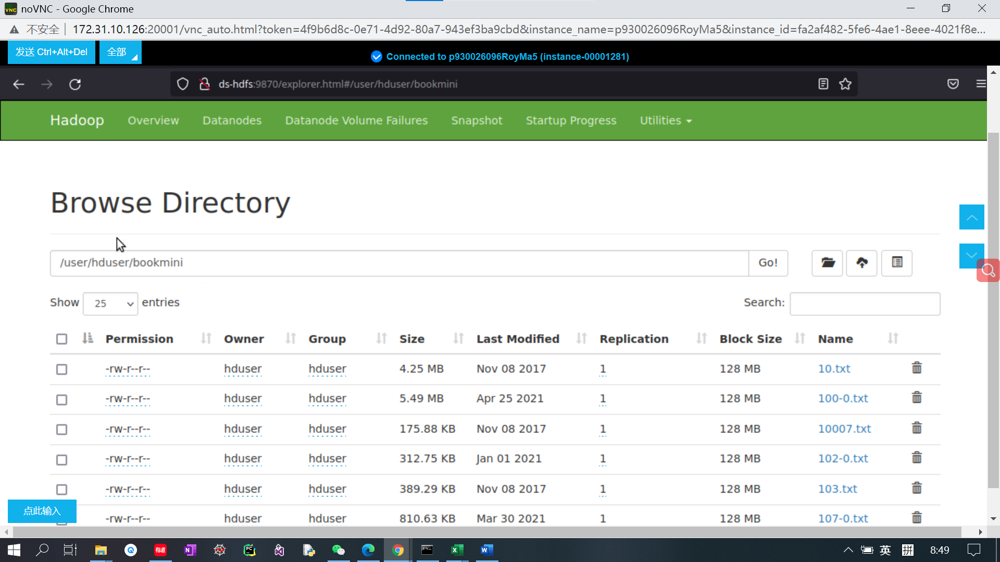 noVNC - Google Chrome
不安全 172.31.10.126:20001/vnc_auto.html?token=4f9b6d8c-0e71-4d92-80a7-943ef3ba9cbd&instance_name=p930026096RoyMa5&instance_id=fa2af482-5fe6-4ae1-8eee-4021f8e...
发送 Ctrl+Alt+Del 全部 Connected to p930026096RoyMa5 (instance-00001281)
ds-hdfs:9870/explorer.html#/user/hduser/bookmini
Hadoop Overview Datanodes Datanode Volume Failures Snapshot Startup Progress Utilities
Browse Directory
/user/hduser/bookmini Go!
Show 25 entries Search:
Permission Owner Group Size Last Modified Replication Block Size Name
-rw-r--r-- hduser hduser 4.25 MB Nov 08 2017 1 128 MB 10.txt
-rw-r--r-- hduser hduser 5.49 MB Apr 25 2021 1 128 MB 100-0.txt
-rw-r--r-- hduser hduser 175.88 KB Nov 08 2017 1 128 MB 10007.txt
-rw-r--r-- hduser hduser 312.75 KB Jan 01 2021 1 128 MB 102-0.txt
-rw-r--r-- hduser hduser 389.29 KB Nov 08 2017 1 128 MB 103.txt
点此输入
-rw-r--r-- hduser hduser 810.63 KB Mar 30 2021 1 128 MB 107-0.txt
有道 英 拼 8:49